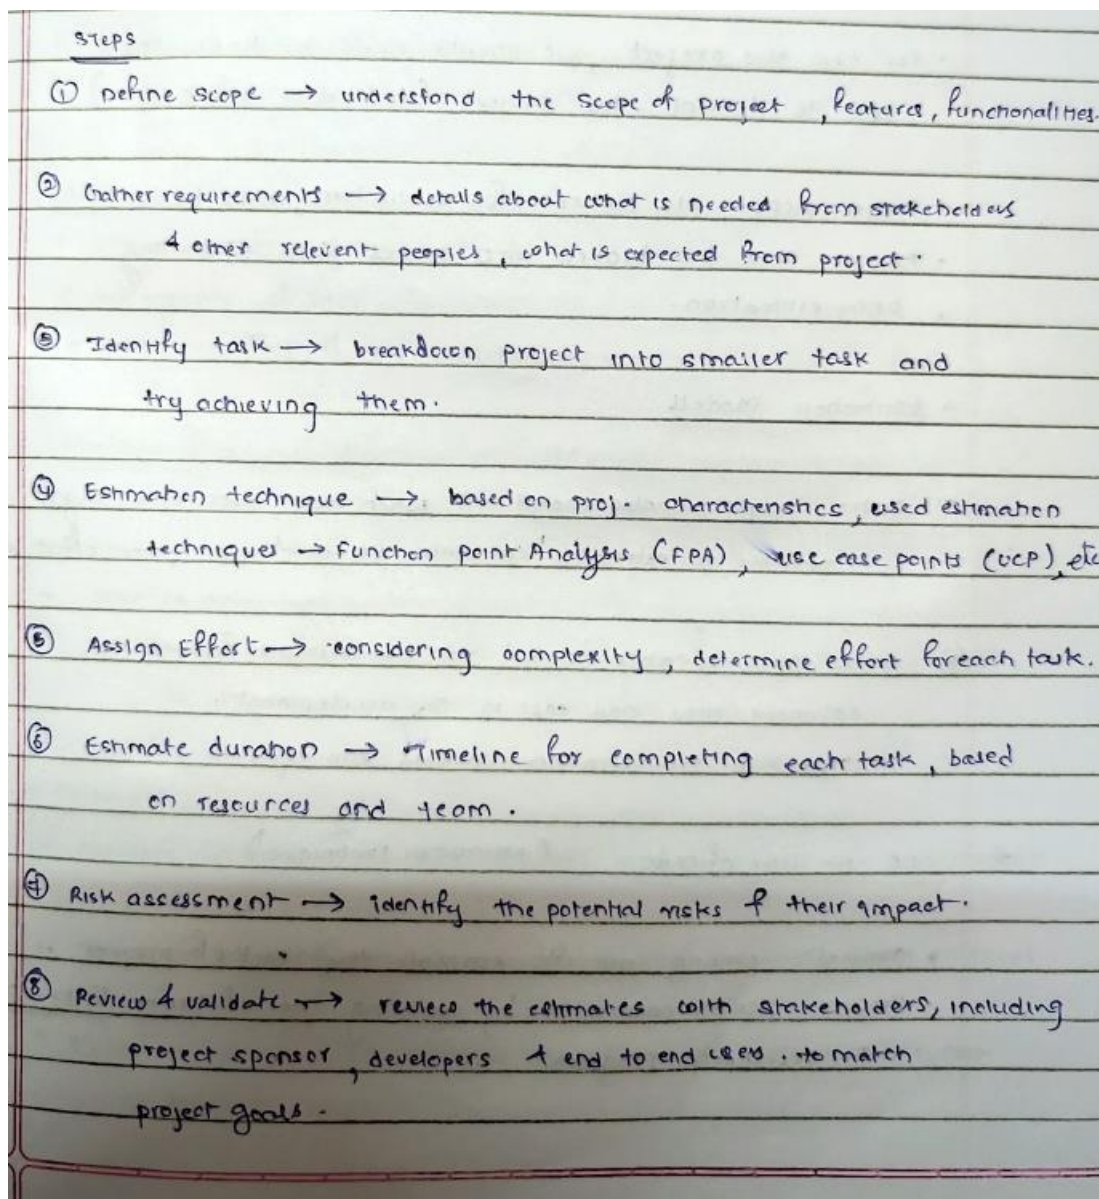 Steps
① Define scope → understand the scope of project, features, functionalities.
② Gather requirements → details about what is needed from stakeholders
& other relevent peoples, what is expected from project.
③ Identify task → breakdown project into smaller task and
try achieving them.
④ Estimation technique → based on proj. characteristics, used estimation
techniques → Function point Analysis (FPA), use case points (UCP), etc
⑤ Assign Effort → considering complexity, determine effort foreach task.
⑥ Estimate duration → Timeline for completing each task, based
on resources and team.
⑦ Risk assessment → identify the potential risks & their impact.
⑧ Review & validate → review the estimates with stakeholders, including
project sponsor, developers & end to end users. to match
project goals.